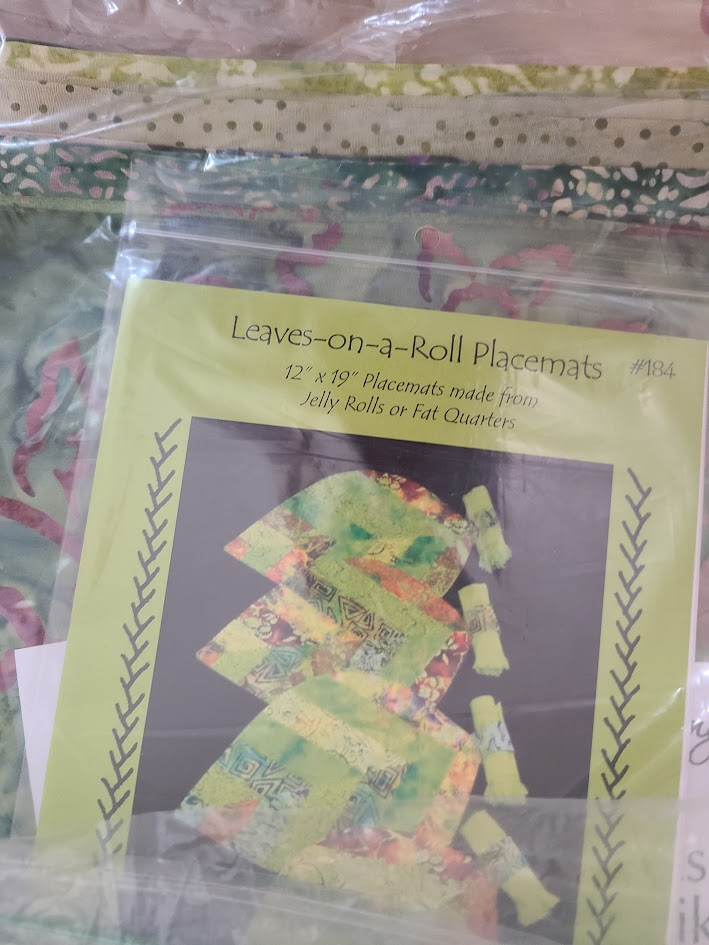 Leaves-on-a-Roll Placemats #184
12" x 19" Placemats made from
Jelly Rolls or Fat Quarters